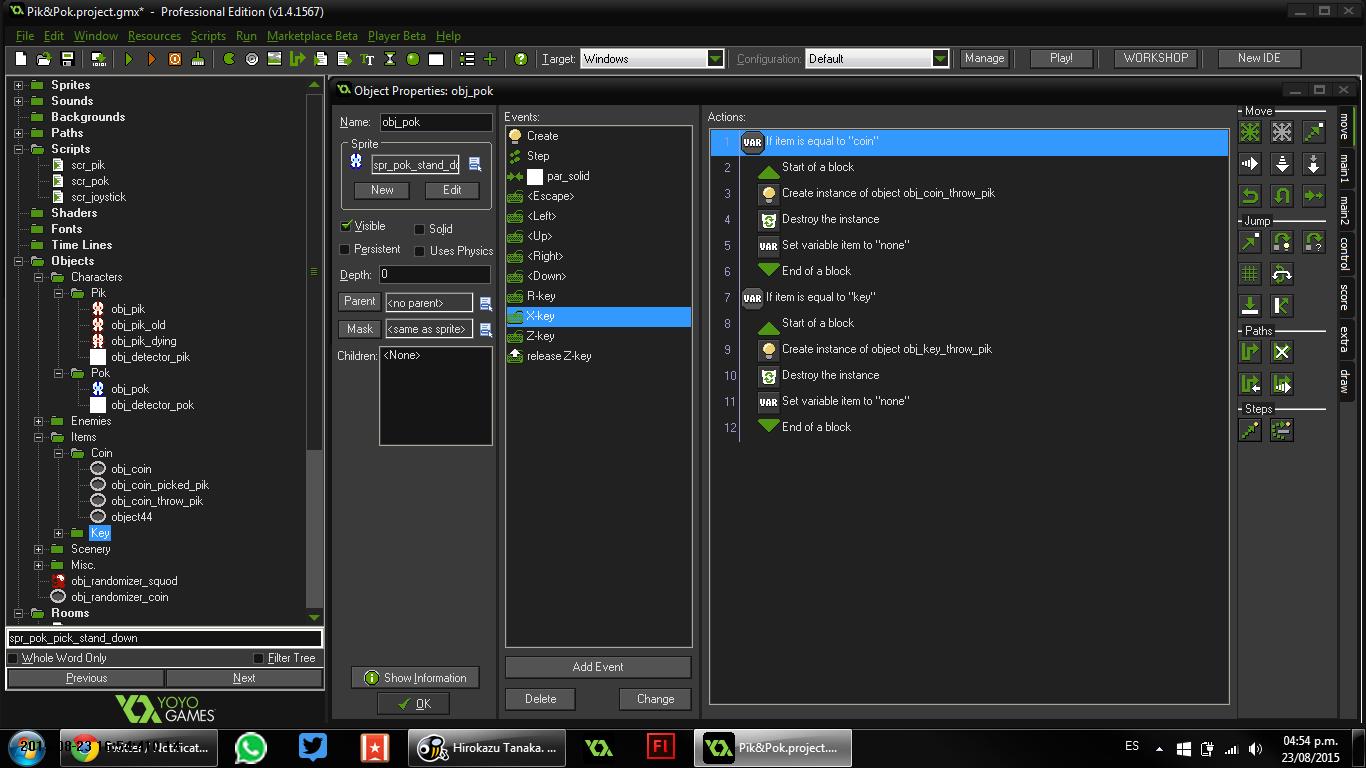 Pik&Pok.project.gmx* - Professional Edition (v1.4.1567)
File Edit Window Resources Scripts Run Marketplace Beta Player Beta Help
Target: Windows Configuration: Default Manage Play! WORKSHOP New IDE
Sprites
Sounds
Backgrounds
Paths
Scripts
scr_pik
scr_pok
scr_joystick
Shaders
Fonts
Time Lines
Objects
Characters
Pik
obj_pik
obj_pik_old
obj_pik_dying
obj_detector_pik
Pok
obj_pok
obj_detector_pok
Enemies
Items
Coin
obj_coin
obj_coin_picked_pik
obj_coin_throw_pik
object44
Key
Scenery
Misc.
obj_randomizer_squod
obj_randomizer_coin
Rooms
spr_pok_pick_stand_down
Whole Word Only Filter Tree
Previous Next
YOYO
GAMES
Object Properties: obj_pok
Name: obj_pok
Sprite
spr_pok_stand_do
New Edit
Visible Solid
Persistent Uses Physics
Depth: 0
Parent <no parent>
Mask <same as sprite>
Children: <None>
Show Information
OK
Events:
Create
Step
par_solid
<Escape>
<Left>
<Up>
<Right>
<Down>
R-key
X-key
Z-key
release Z-key
Add Event
Delete Change
Actions:
1 VAR If item is equal to "coin"
2 Start of a block
3 Create instance of object obj_coin_throw_pik
4 Destroy the instance
5 VAR Set variable item to "none"
6 End of a block
7 VAR If item is equal to "key"
8 Start of a block
9 Create instance of object obj_key_throw_pik
10 Destroy the instance
11 VAR Set variable item to "none"
12 End of a block
Move
Jump
Paths
Steps
move
main1
main2
control
score
extra
draw
Hirokazu Tanaka. ...
Fl
Pik&Pok.project....
ES
04:54 p.m.
23/08/2015